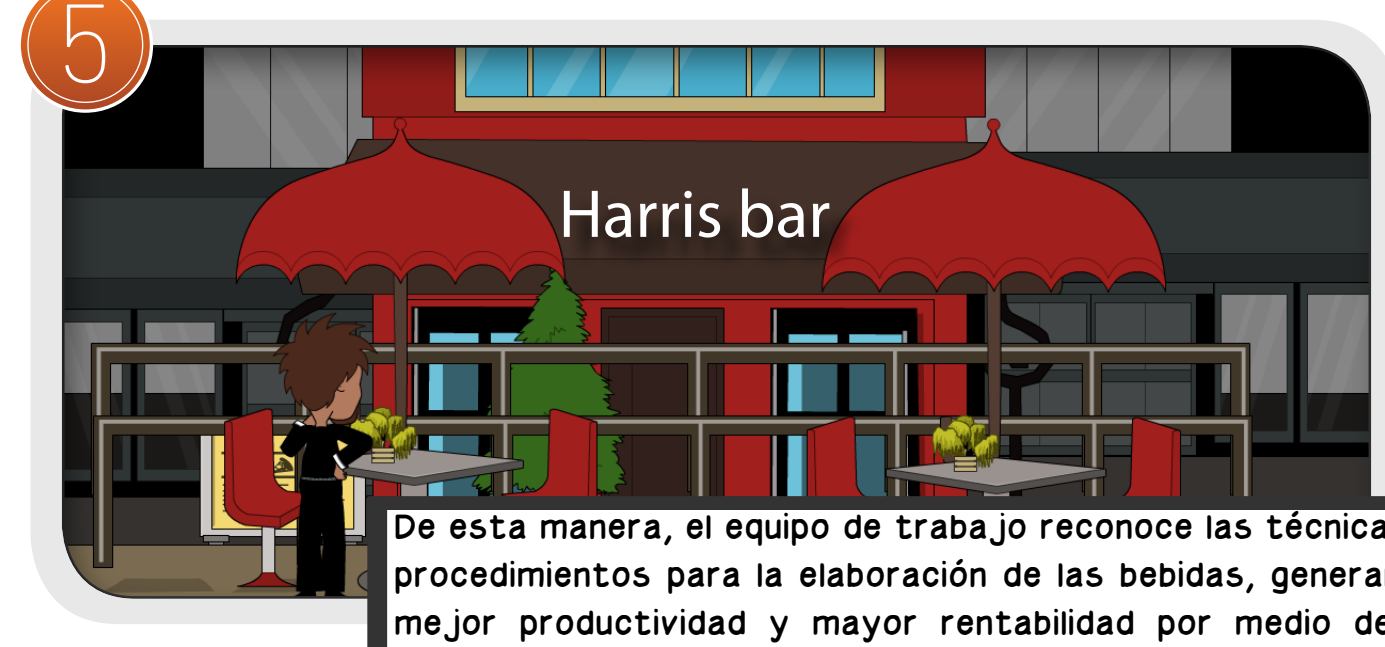 5
Harris bar
De esta manera, el equipo de trabajo reconoce las técnica
procedimientos para la elaboración de las bebidas, genera
mejor productividad y mayor rentabilidad por medio de